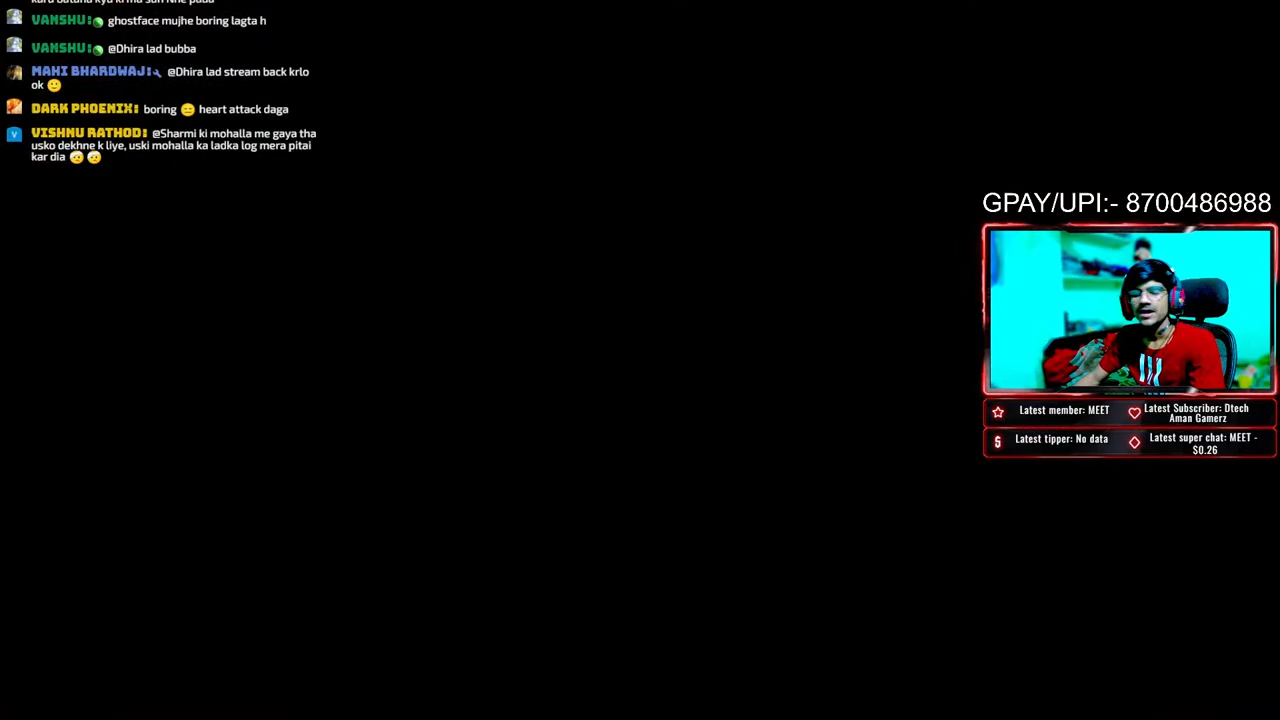 VANSHU: ghostface mujhe boring lagta h
VANSHU: @Dhira lad bubba
MAHI BHARDWAJ: @Dhira lad stream back krlo
ok
DARK PHOENIX: boring 😑 heart attack daga
V VISHNU RATHOD: @Sharmi ki mohalla me gaya tha
usko dekhne k liye, uski mohalla ka ladka log mera pitai
kar dia 🤕 🤕
GPAY/UPI:- 8700486988
Latest member: MEET
Latest Subscriber: Dtech
Aman Gamerz
Latest tipper: No data
Latest super chat: MEET -
$0.26